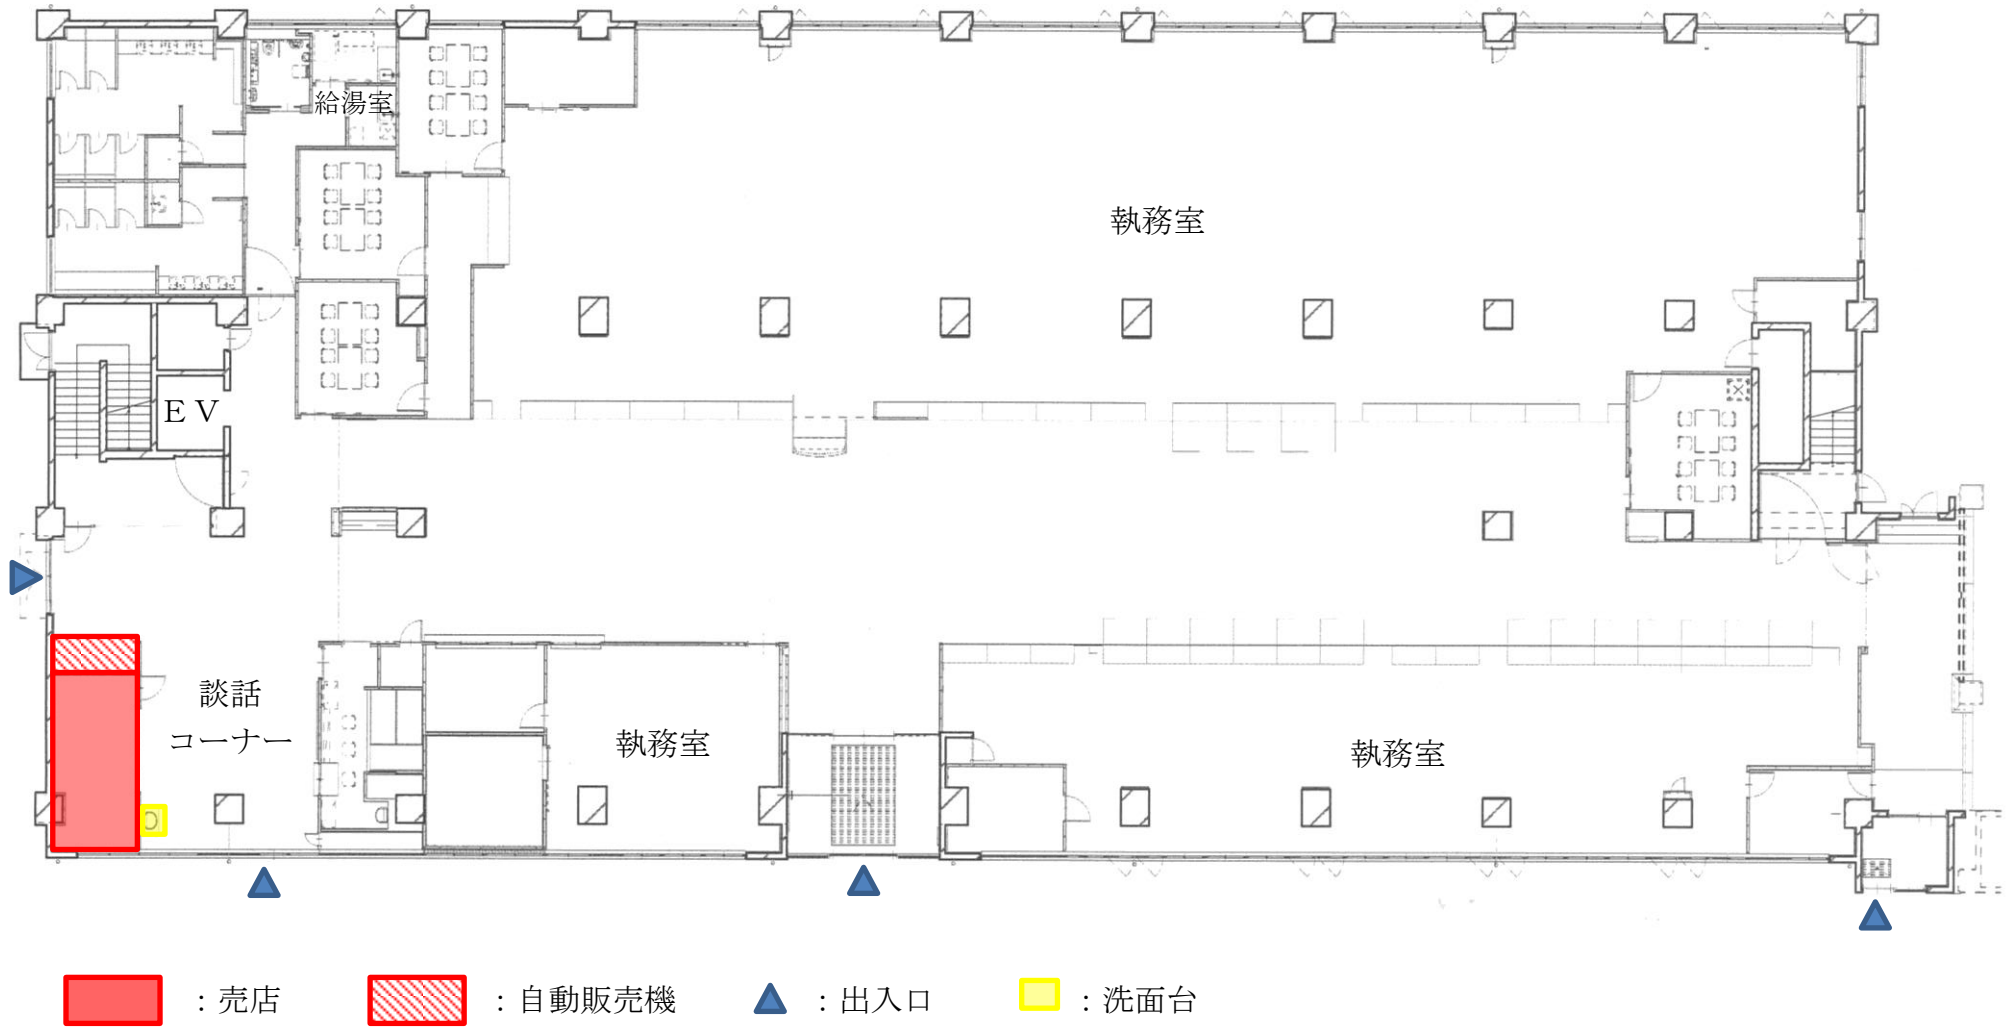 給湯室
執務室
ＥＶ
談話
コーナー
執務室
執務室
：売店
：自動販売機
：出入口
：洗面台